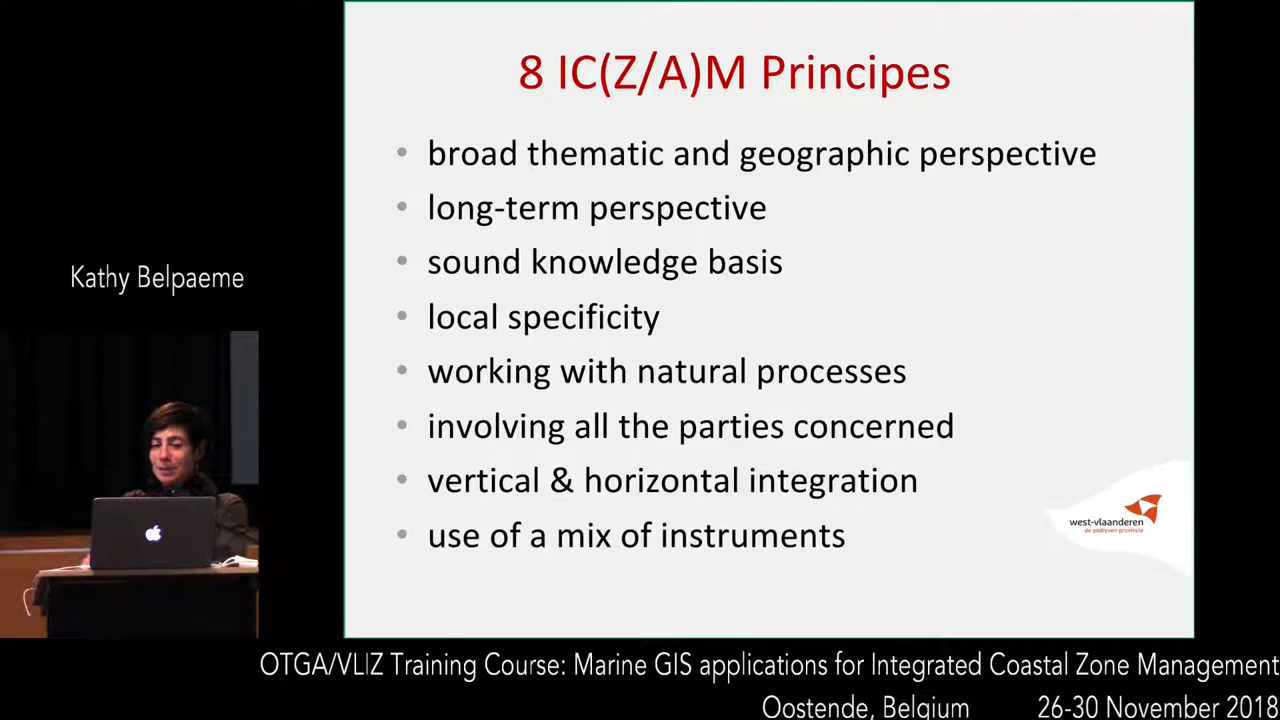 8 IC(Z/A)M Principes
• broad thematic and geographic perspective
• long-term perspective
• sound knowledge basis
• local specificity
• working with natural processes
• involving all the parties concerned
• vertical & horizontal integration
• use of a mix of instruments
west-vlaanderen
de gedreven provincie
Kathy Belpaeme
OTGA/VLIZ Training Course: Marine GIS applications for Integrated Coastal Zone Management
Oostende, Belgium 26-30 November 2018